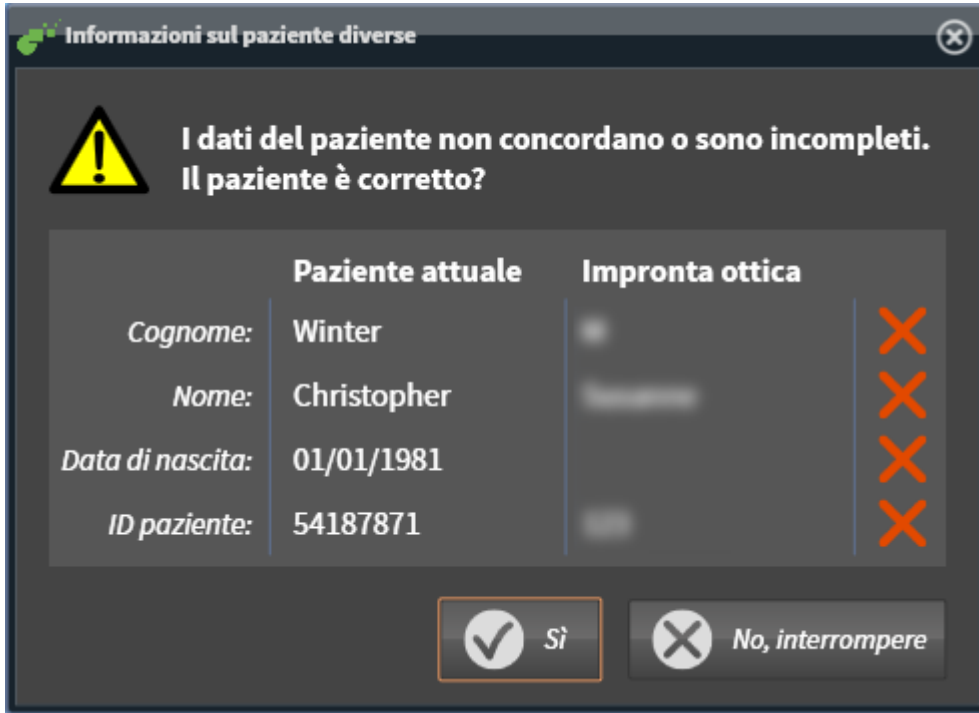 Informazioni sul paziente diverse
I dati del paziente non concordano o sono incompleti.
Il paziente è corretto?
Paziente attuale Impronta ottica
Cognome: Winter
Nome: Christopher
Data di nascita: 01/01/1981
ID paziente: 54187871
Sì No, interrompere